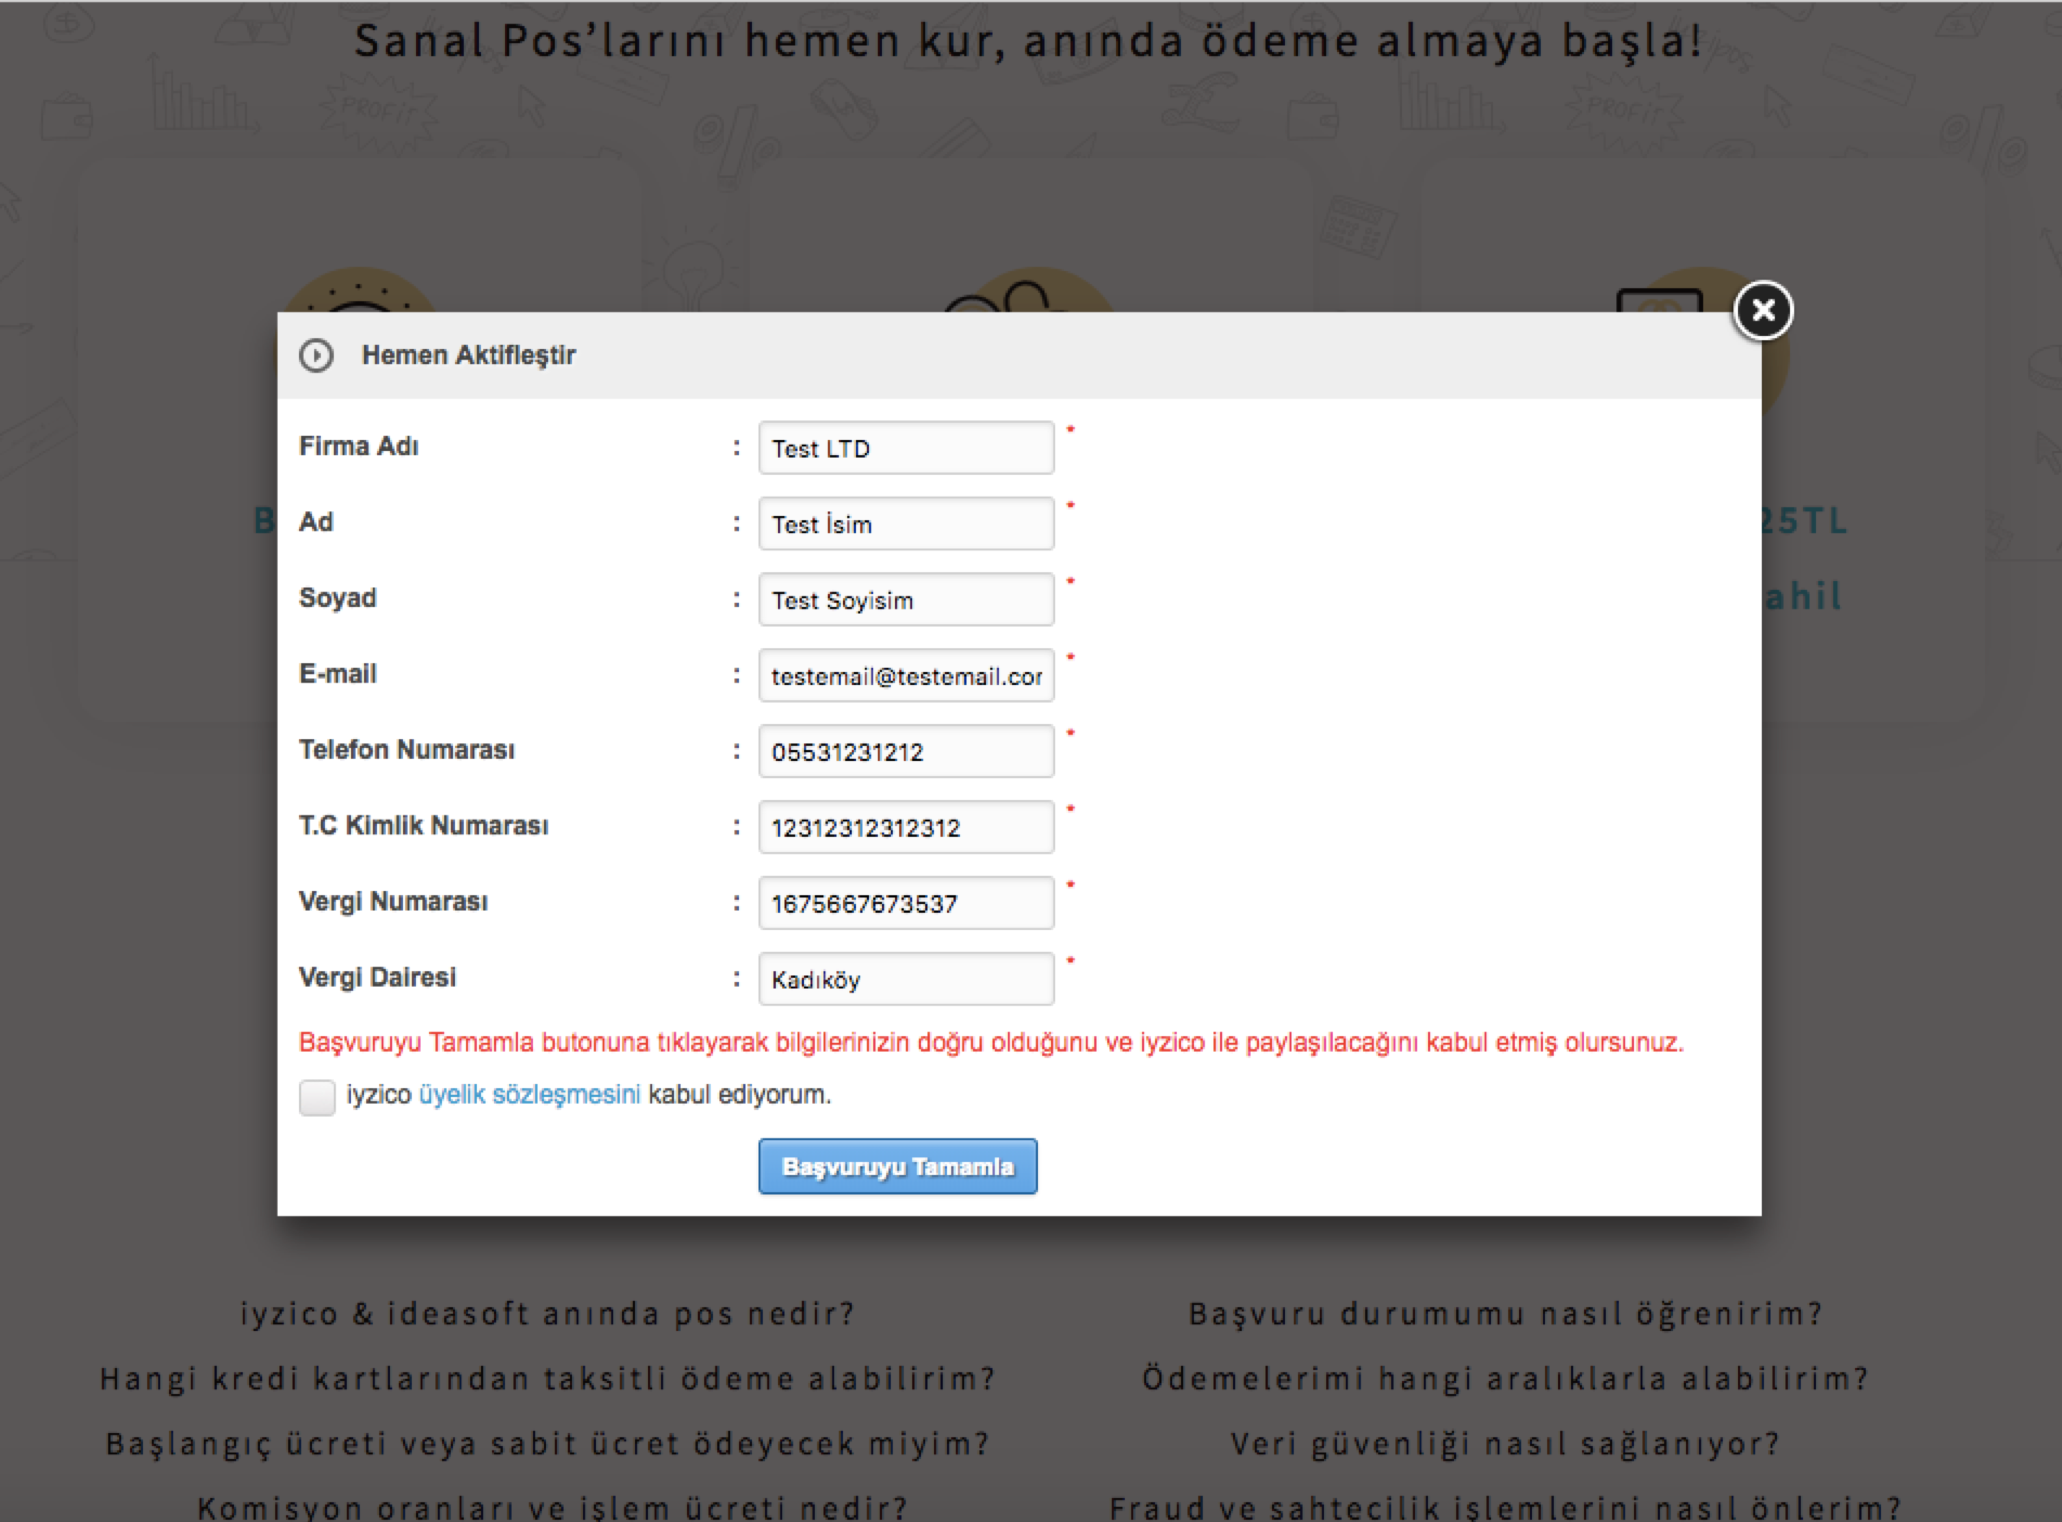 Sanal Pos’larını hemen kur, anında ödeme almaya başla!
PROFİT
PROFİT
Hemen Aktifleştir
Firma Adı : Test LTD *
B
Ad : Test İsim *
25TL
Soyad : Test Soyisim *
ahil
E-mail : testemail@testemail.cor *
Telefon Numarası : 05531231212 *
T.C Kimlik Numarası : 12312312312312 *
Vergi Numarası : 1675667673537 *
Vergi Dairesi : Kadıköy *
Başvuruyu Tamamla butonuna tıklayarak bilgilerinizin doğru olduğunu ve iyzico ile paylaşılacağını kabul etmiş olursunuz.
iyzico üyelik sözleşmesini kabul ediyorum.
Başvuruyu Tamamla
iyzico & ideasoft anında pos nedir?
Başvuru durumumu nasıl öğrenirim?
Hangi kredi kartlarından taksitli ödeme alabilirim?
Ödemelerimi hangi aralıklarla alabilirim?
Başlangıç ücreti veya sabit ücret ödeyecek miyim?
Veri güvenliği nasıl sağlanıyor?
Komisyon oranları ve işlem ücreti nedir?
Fraud ve sahtecilik işlemlerini nasıl önlerim?